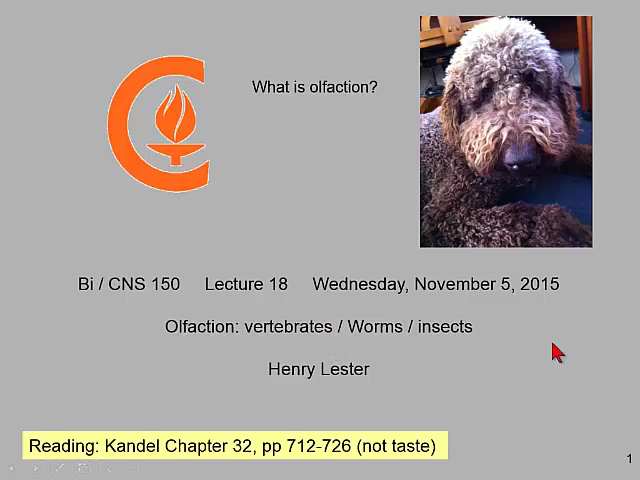 What is olfaction?
Bi / CNS 150 Lecture 18 Wednesday, November 5, 2015
Olfaction: vertebrates / Worms / insects
Henry Lester
Reading: Kandel Chapter 32, pp 712-726 (not taste)
1